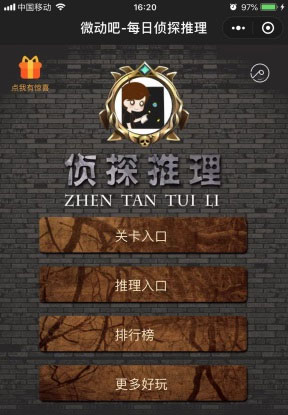 中国移动
16:20
97%
微动吧-每日侦探推理
点我有惊喜
侦探推理
ZHEN TAN TUI LI
关卡入口
推理入口
排行榜
更多好玩